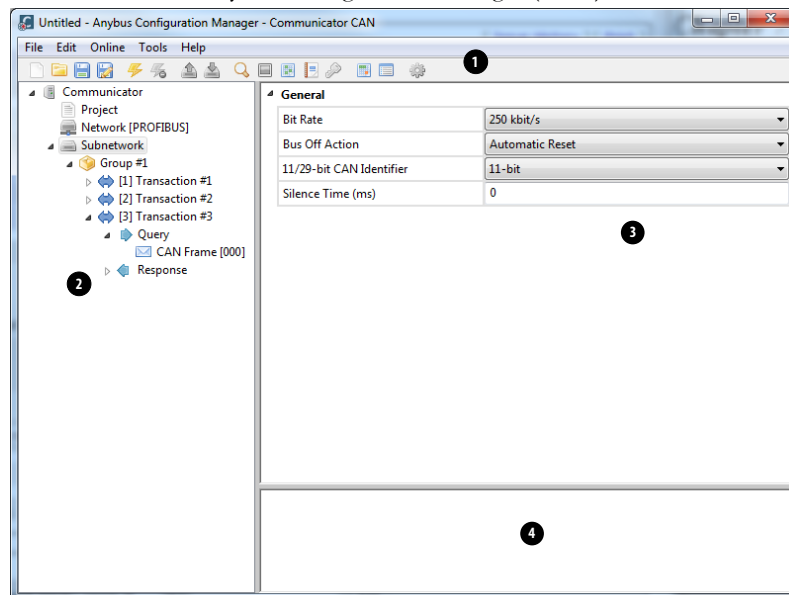 Untitled - Anybus Configuration Manager - Communicator CAN
File Edit Online Tools Help
1
Communicator
Project
Network [PROFIBUS]
Subnetwork
Group #1
[1] Transaction #1
[2] Transaction #2
[3] Transaction #3
Query
CAN Frame [000]
Response
2
General
Bit Rate 250 kbit/s
Bus Off Action Automatic Reset
11/29-bit CAN Identifier 11-bit
Silence Time (ms) 0
3
4